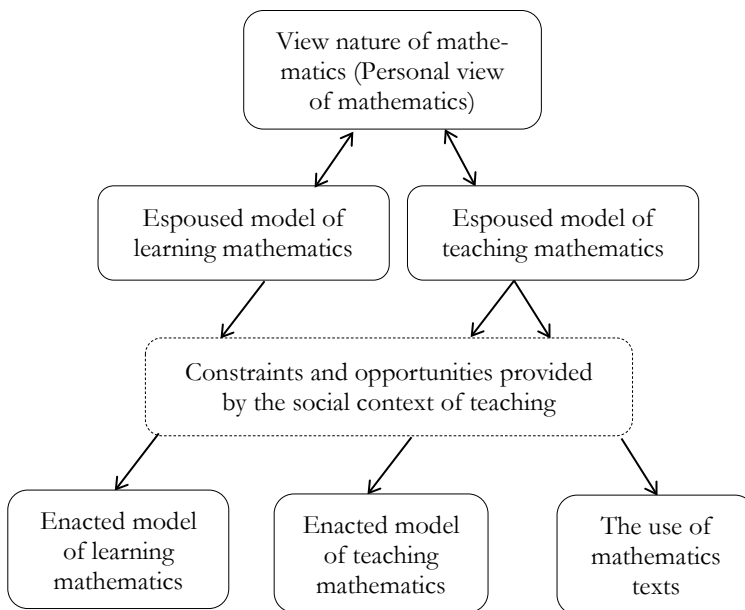 View nature of mathe-
matics (Personal view
of mathematics)
Espoused model of
learning mathematics
Espoused model of
teaching mathematics
Constraints and opportunities provided
by the social context of teaching
Enacted model
of learning
mathematics
Enacted model
of teaching
mathematics
The use of
mathematics
texts